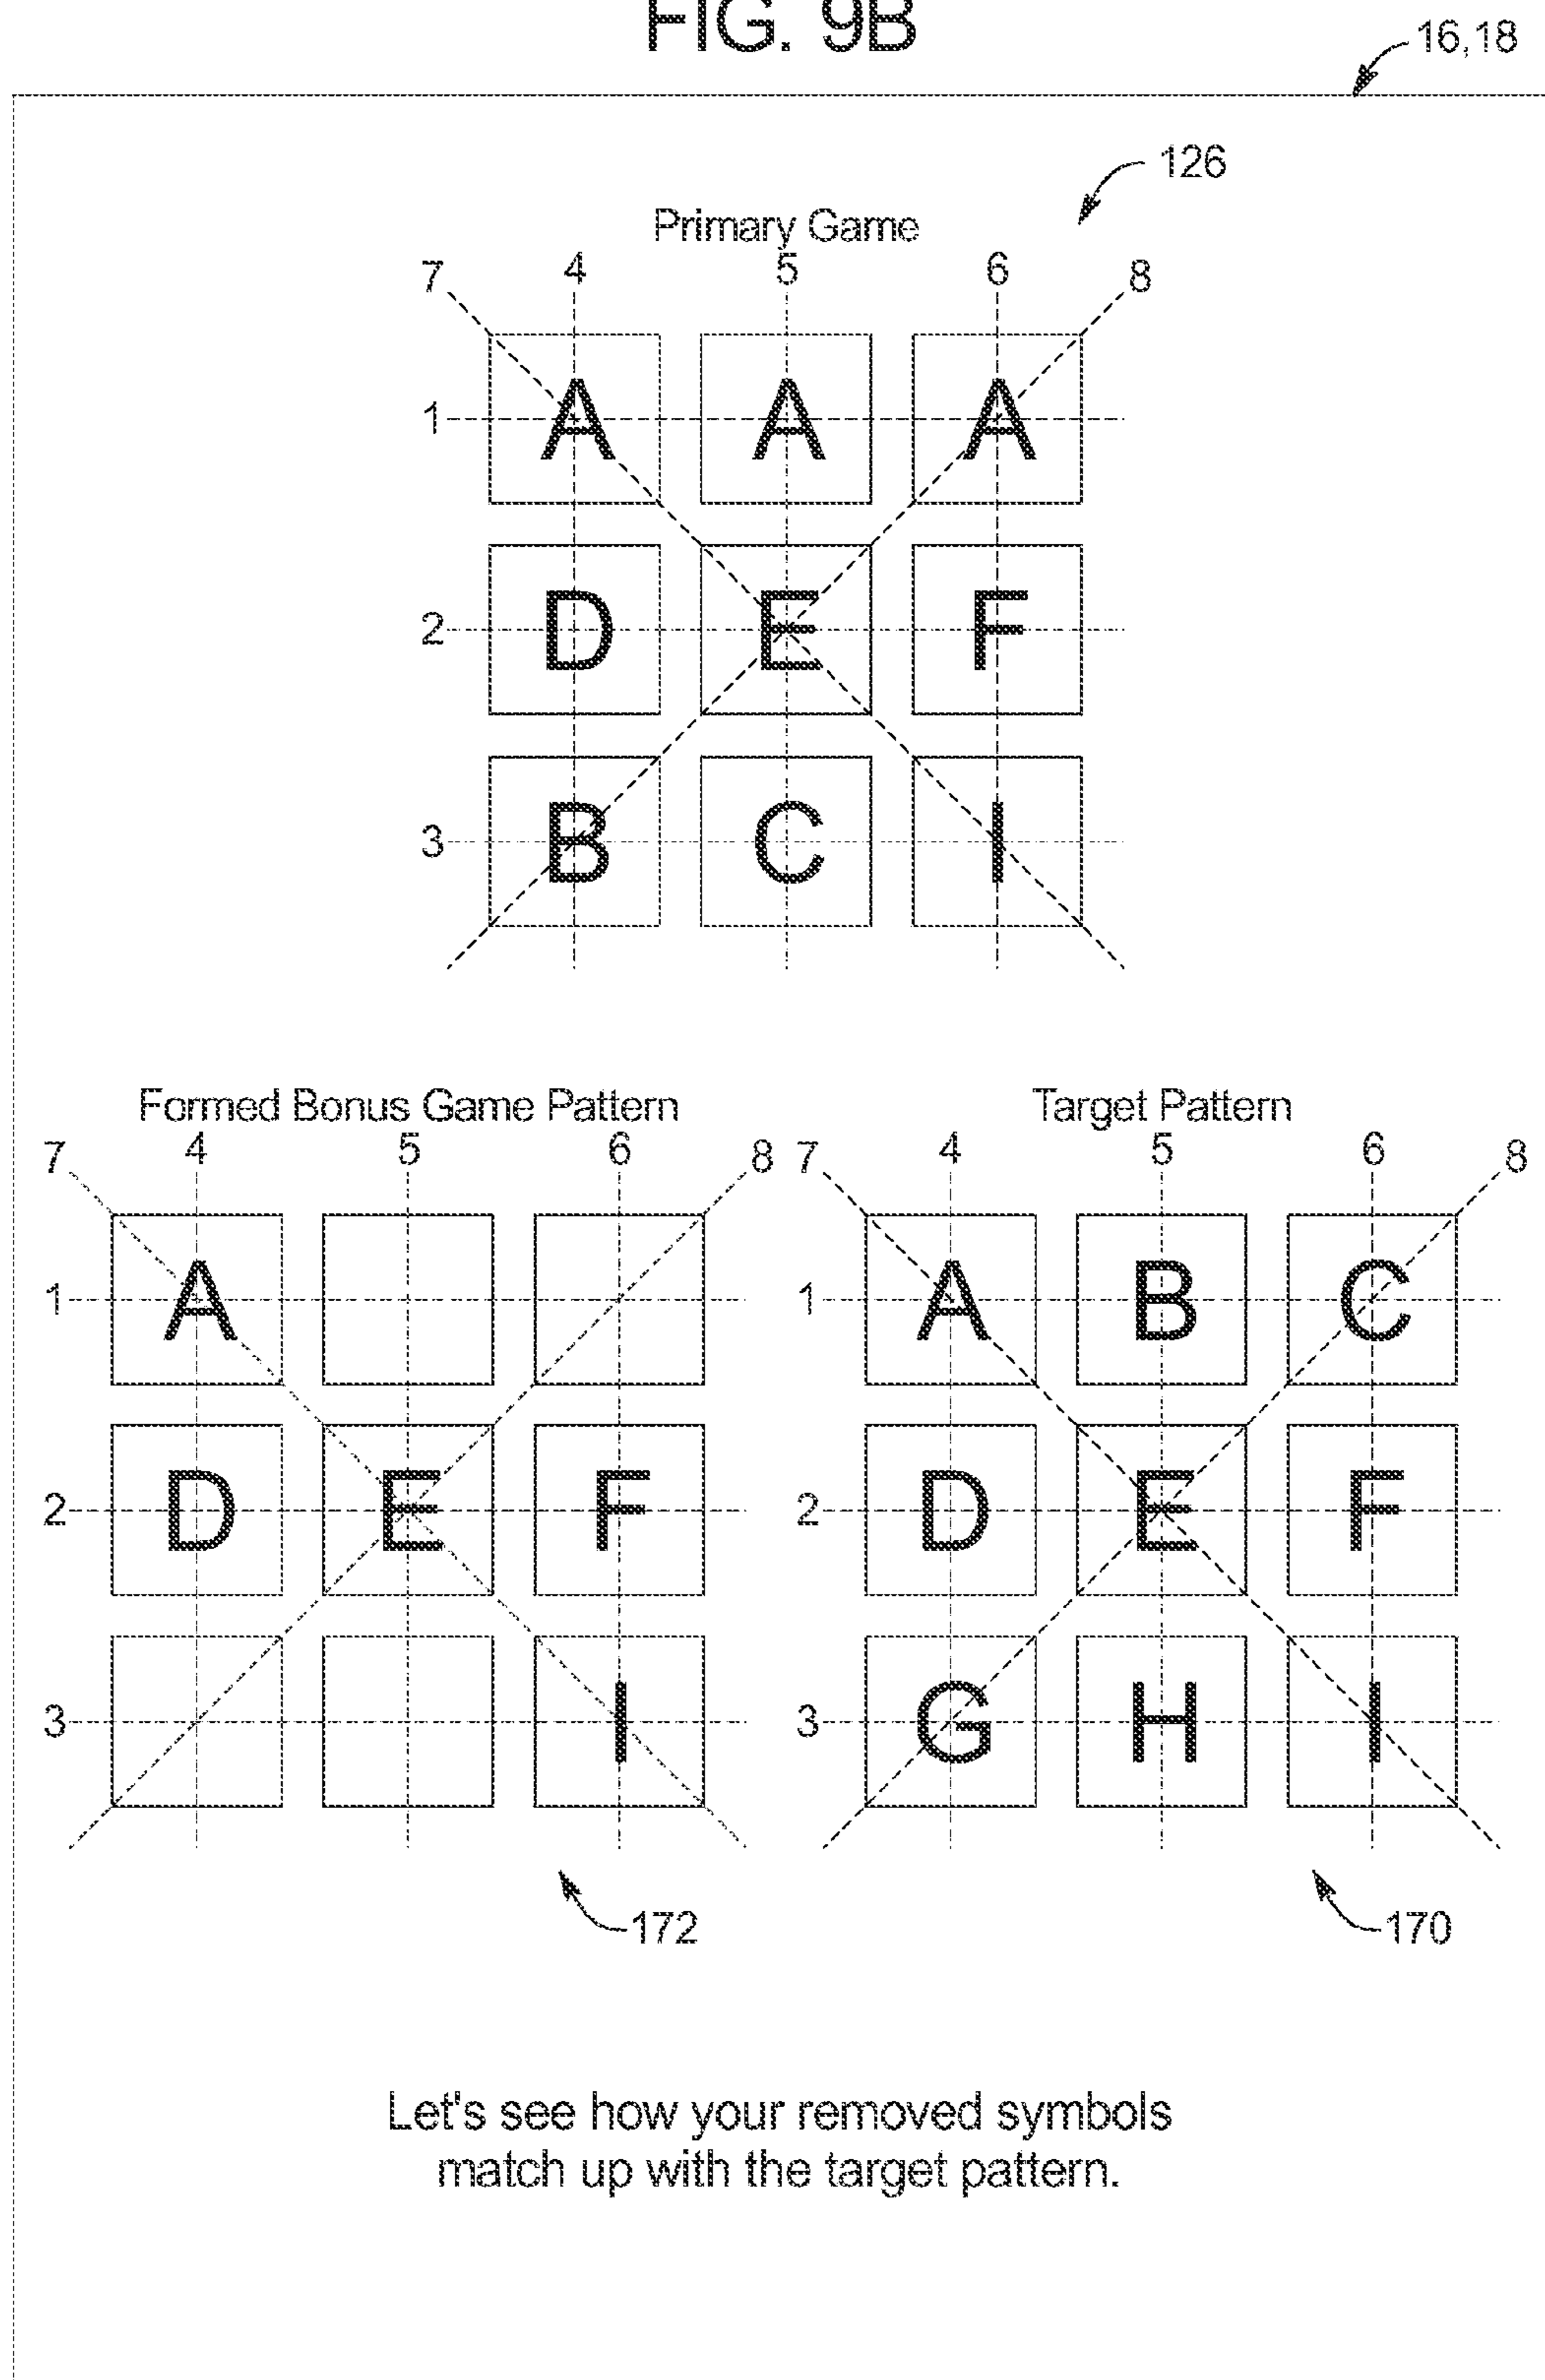 FIG. 9B
16,18
126
Primary Game
7 4 5 6 8
1 A A A
2 D E F
3 B C I
Formed Bonus Game Pattern
7 4 5 6 8
1 A
2 D E F
3 I
172
Target Pattern
7 4 5 6 8
1 A B C
2 D E F
3 G H I
170
Let's see how your removed symbols
match up with the target pattern.